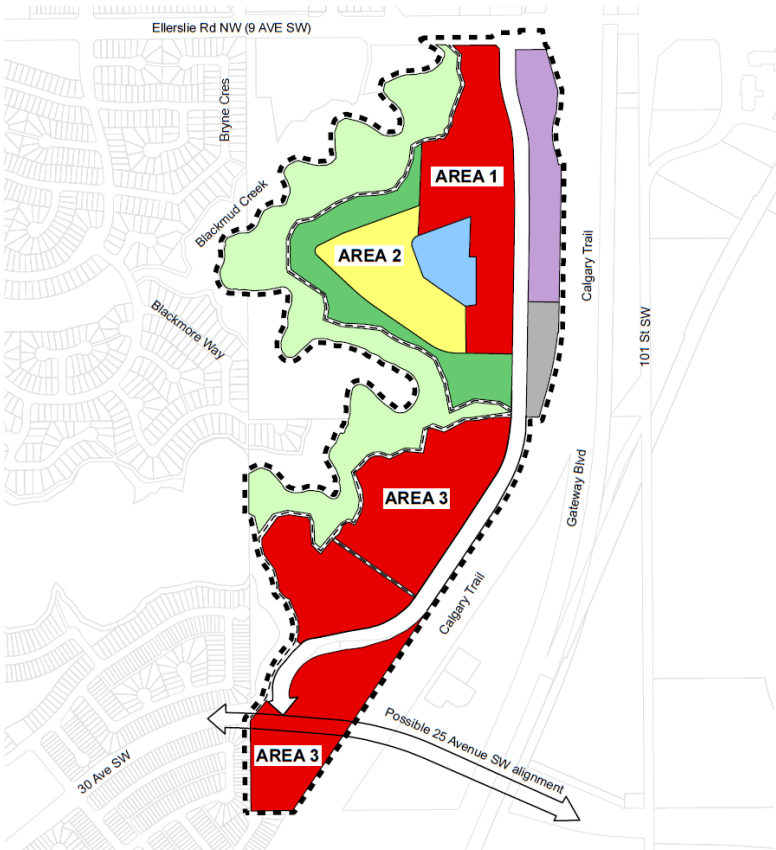 Ellerslie Rd NW (9 AVE SW)
Bryne Cres
AREA 1
Blackmud Creek
AREA 2
Calgary Trail
Blackmore Way
101 St SW
AREA 3
Gateway Blvd
Calgary Trail
Possible 25 Avenue SW alignment
AREA 3
30 Ave SW